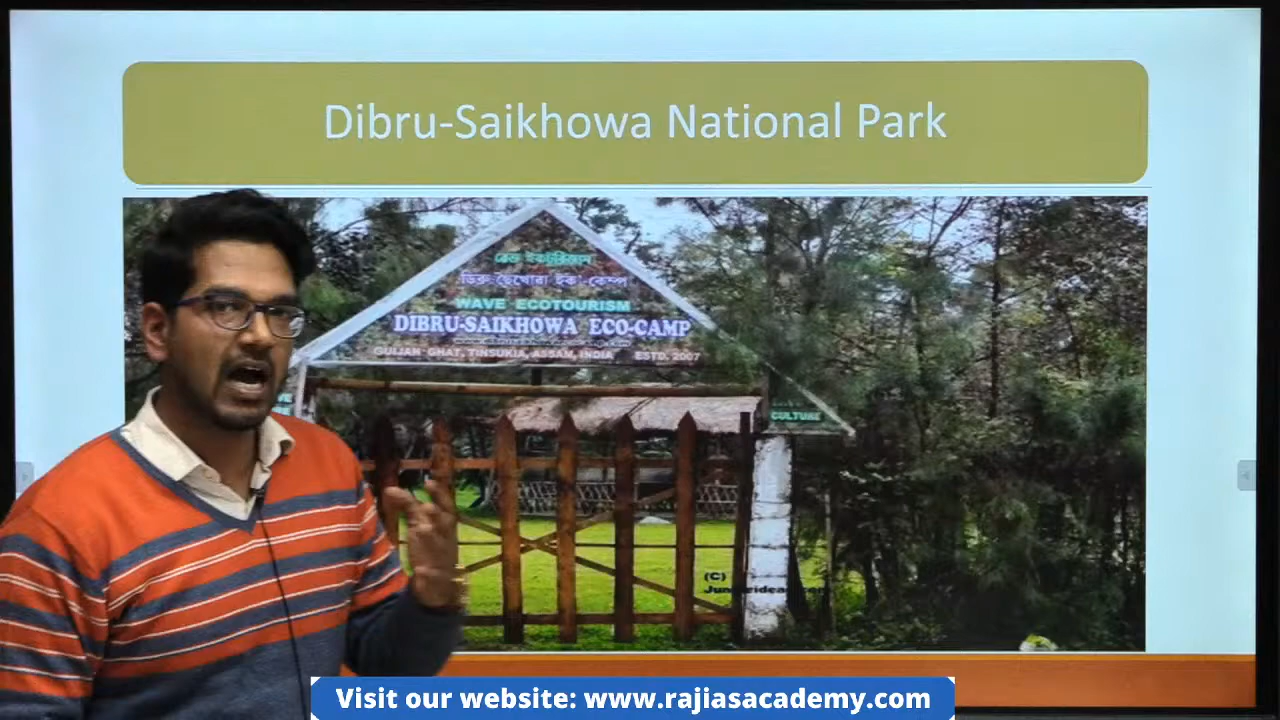 Dibru-Saikhowa National Park
ডিব্রু ছৈখোৱা ইকো-কেম্প
WAVE ECOTOURISM
DIBRU-SAIKHOWA ECO-CAMP
GUIJAN GHAT, TINSUKIA, ASSAM, INDIA ESTD. 2007
CULTURE
(C)
Visit our website: www.rajiasacademy.com